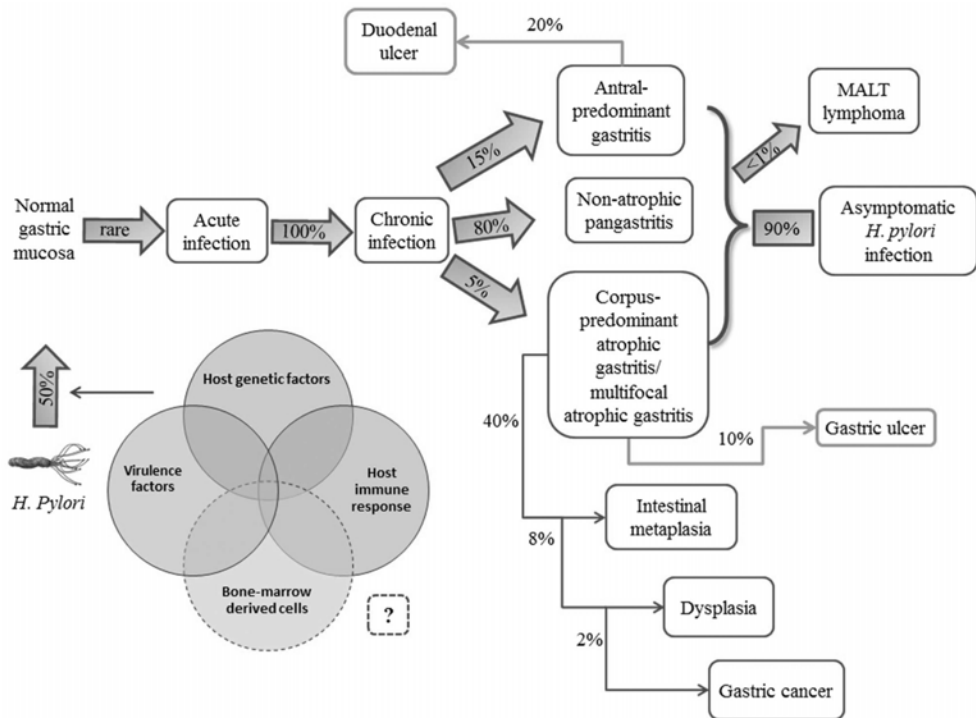 Duodenal
ulcer
20%
Antral-
predominant
gastritis
MALT
lymphoma
<1%
15%
Normal
gastric
mucosa
rare
Acute
infection
100%
Chronic
infection
80%
Non-atrophic
pangastritis
90%
Asymptomatic
H. pylori
infection
5%
Corpus-
predominant
atrophic
gastritis/
multifocal
atrophic gastritis
50%
H. Pylori
Host genetic factors
Virulence
factors
Host
immune
response
Bone-marrow
derived cells
?
40%
10%
Gastric ulcer
Intestinal
metaplasia
8%
Dysplasia
2%
Gastric cancer